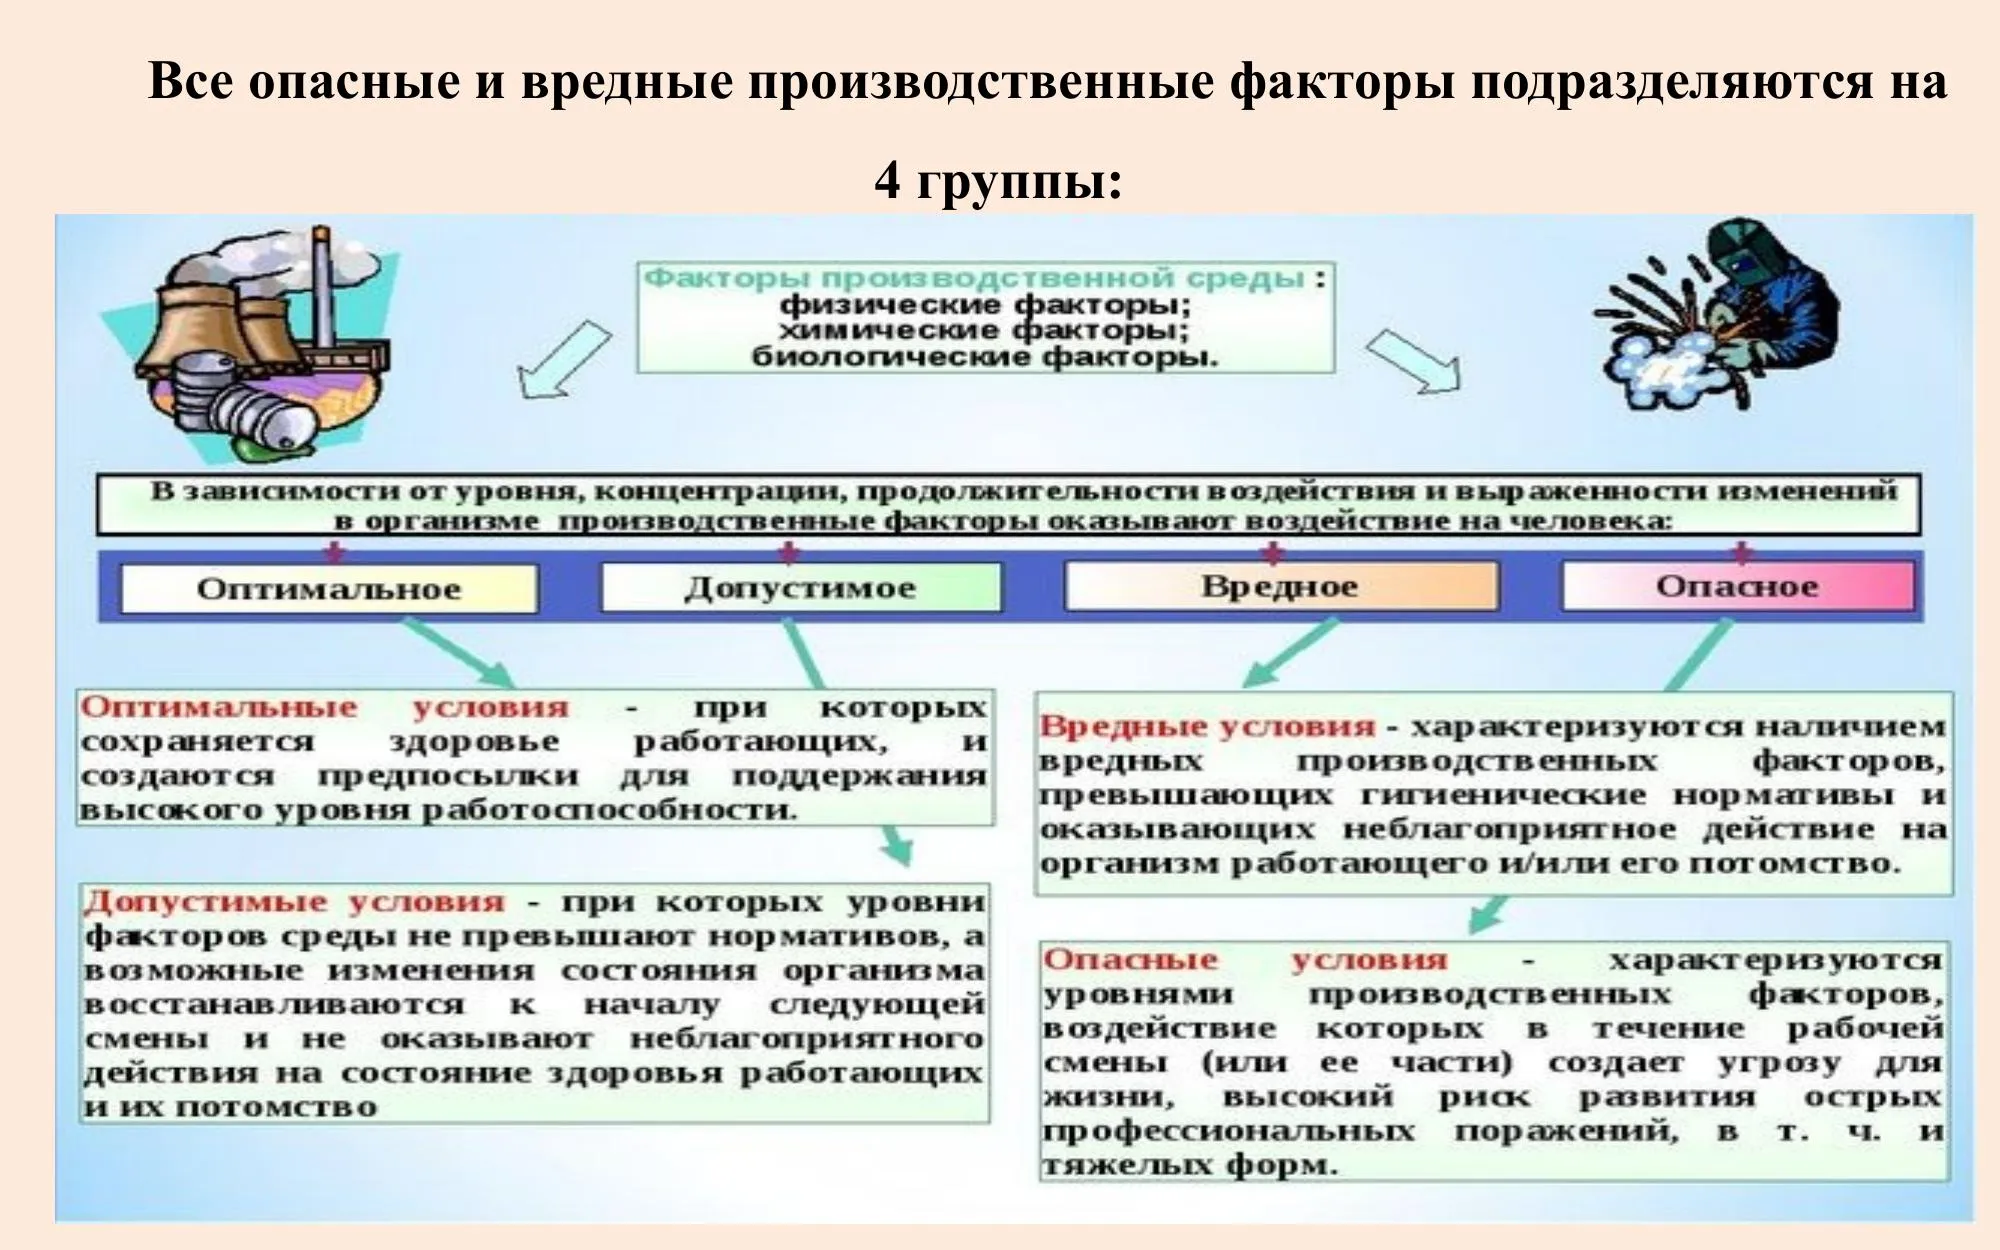 Все опасные и вредные производственные факторы подразделяются на
4 группы:
Факторы производственной среды :
физические факторы;
химические факторы;
биологические факторы.
В зависимости от уровня, концентрации, продолжительности воздействия и выраженности изменений
в организме производственные факторы оказывают воздействие на человека:
Оптимальное
Допустимое
Вредное
Опасное
Оптимальные условия - при которых
сохраняется здоровье работающих, и
создаются предпосылки для поддержания
высокого уровня работоспособности.
Допустимые условия - при которых уровни
факторов среды не превышают нормативов, а
возможные изменения состояния организма
восстанавливаются к началу следующей
смены и не оказывают неблагоприятного
действия на состояние здоровья работающих
и их потомство
Вредные условия - характеризуются наличием
вредных производственных факторов,
превышающих гигиенические нормативы и
оказывающих неблагоприятное действие на
организм работающего и/или его потомство.
Опасные условия - характеризуются
уровнями производственных факторов,
воздействие которых в течение рабочей
смены (или ее части) создает угрозу для
жизни, высокий риск развития острых
профессиональных поражений, в т. ч. и
тяжелых форм.